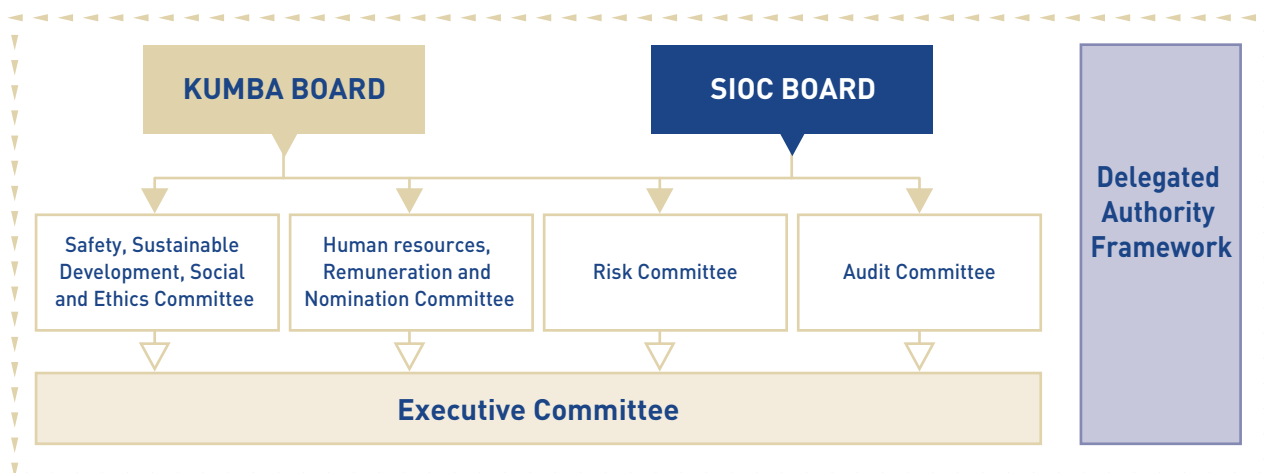 KUMBA BOARD
SIOC BOARD
Safety, Sustainable
Development, Social
and Ethics Committee
Human resources,
Remuneration and
Nomination Committee
Risk Committee
Audit Committee
Executive Committee
Delegated
Authority
Framework